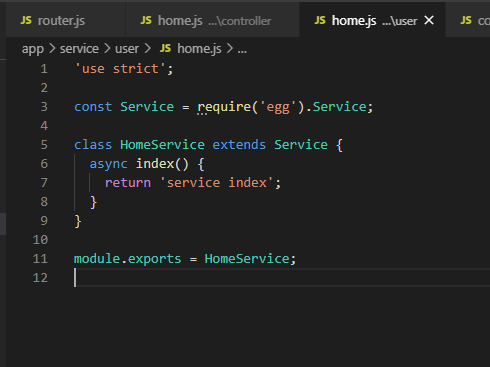 JS router.js JS home.js ...\controller JS home.js ...\user × JS co
app > service > user > JS home.js > ...
1 'use strict';
2
3 const Service = require('egg').Service;
4
5 class HomeService extends Service {
6 async index() {
7 return 'service index';
8 }
9 }
10
11 module.exports = HomeService;
12